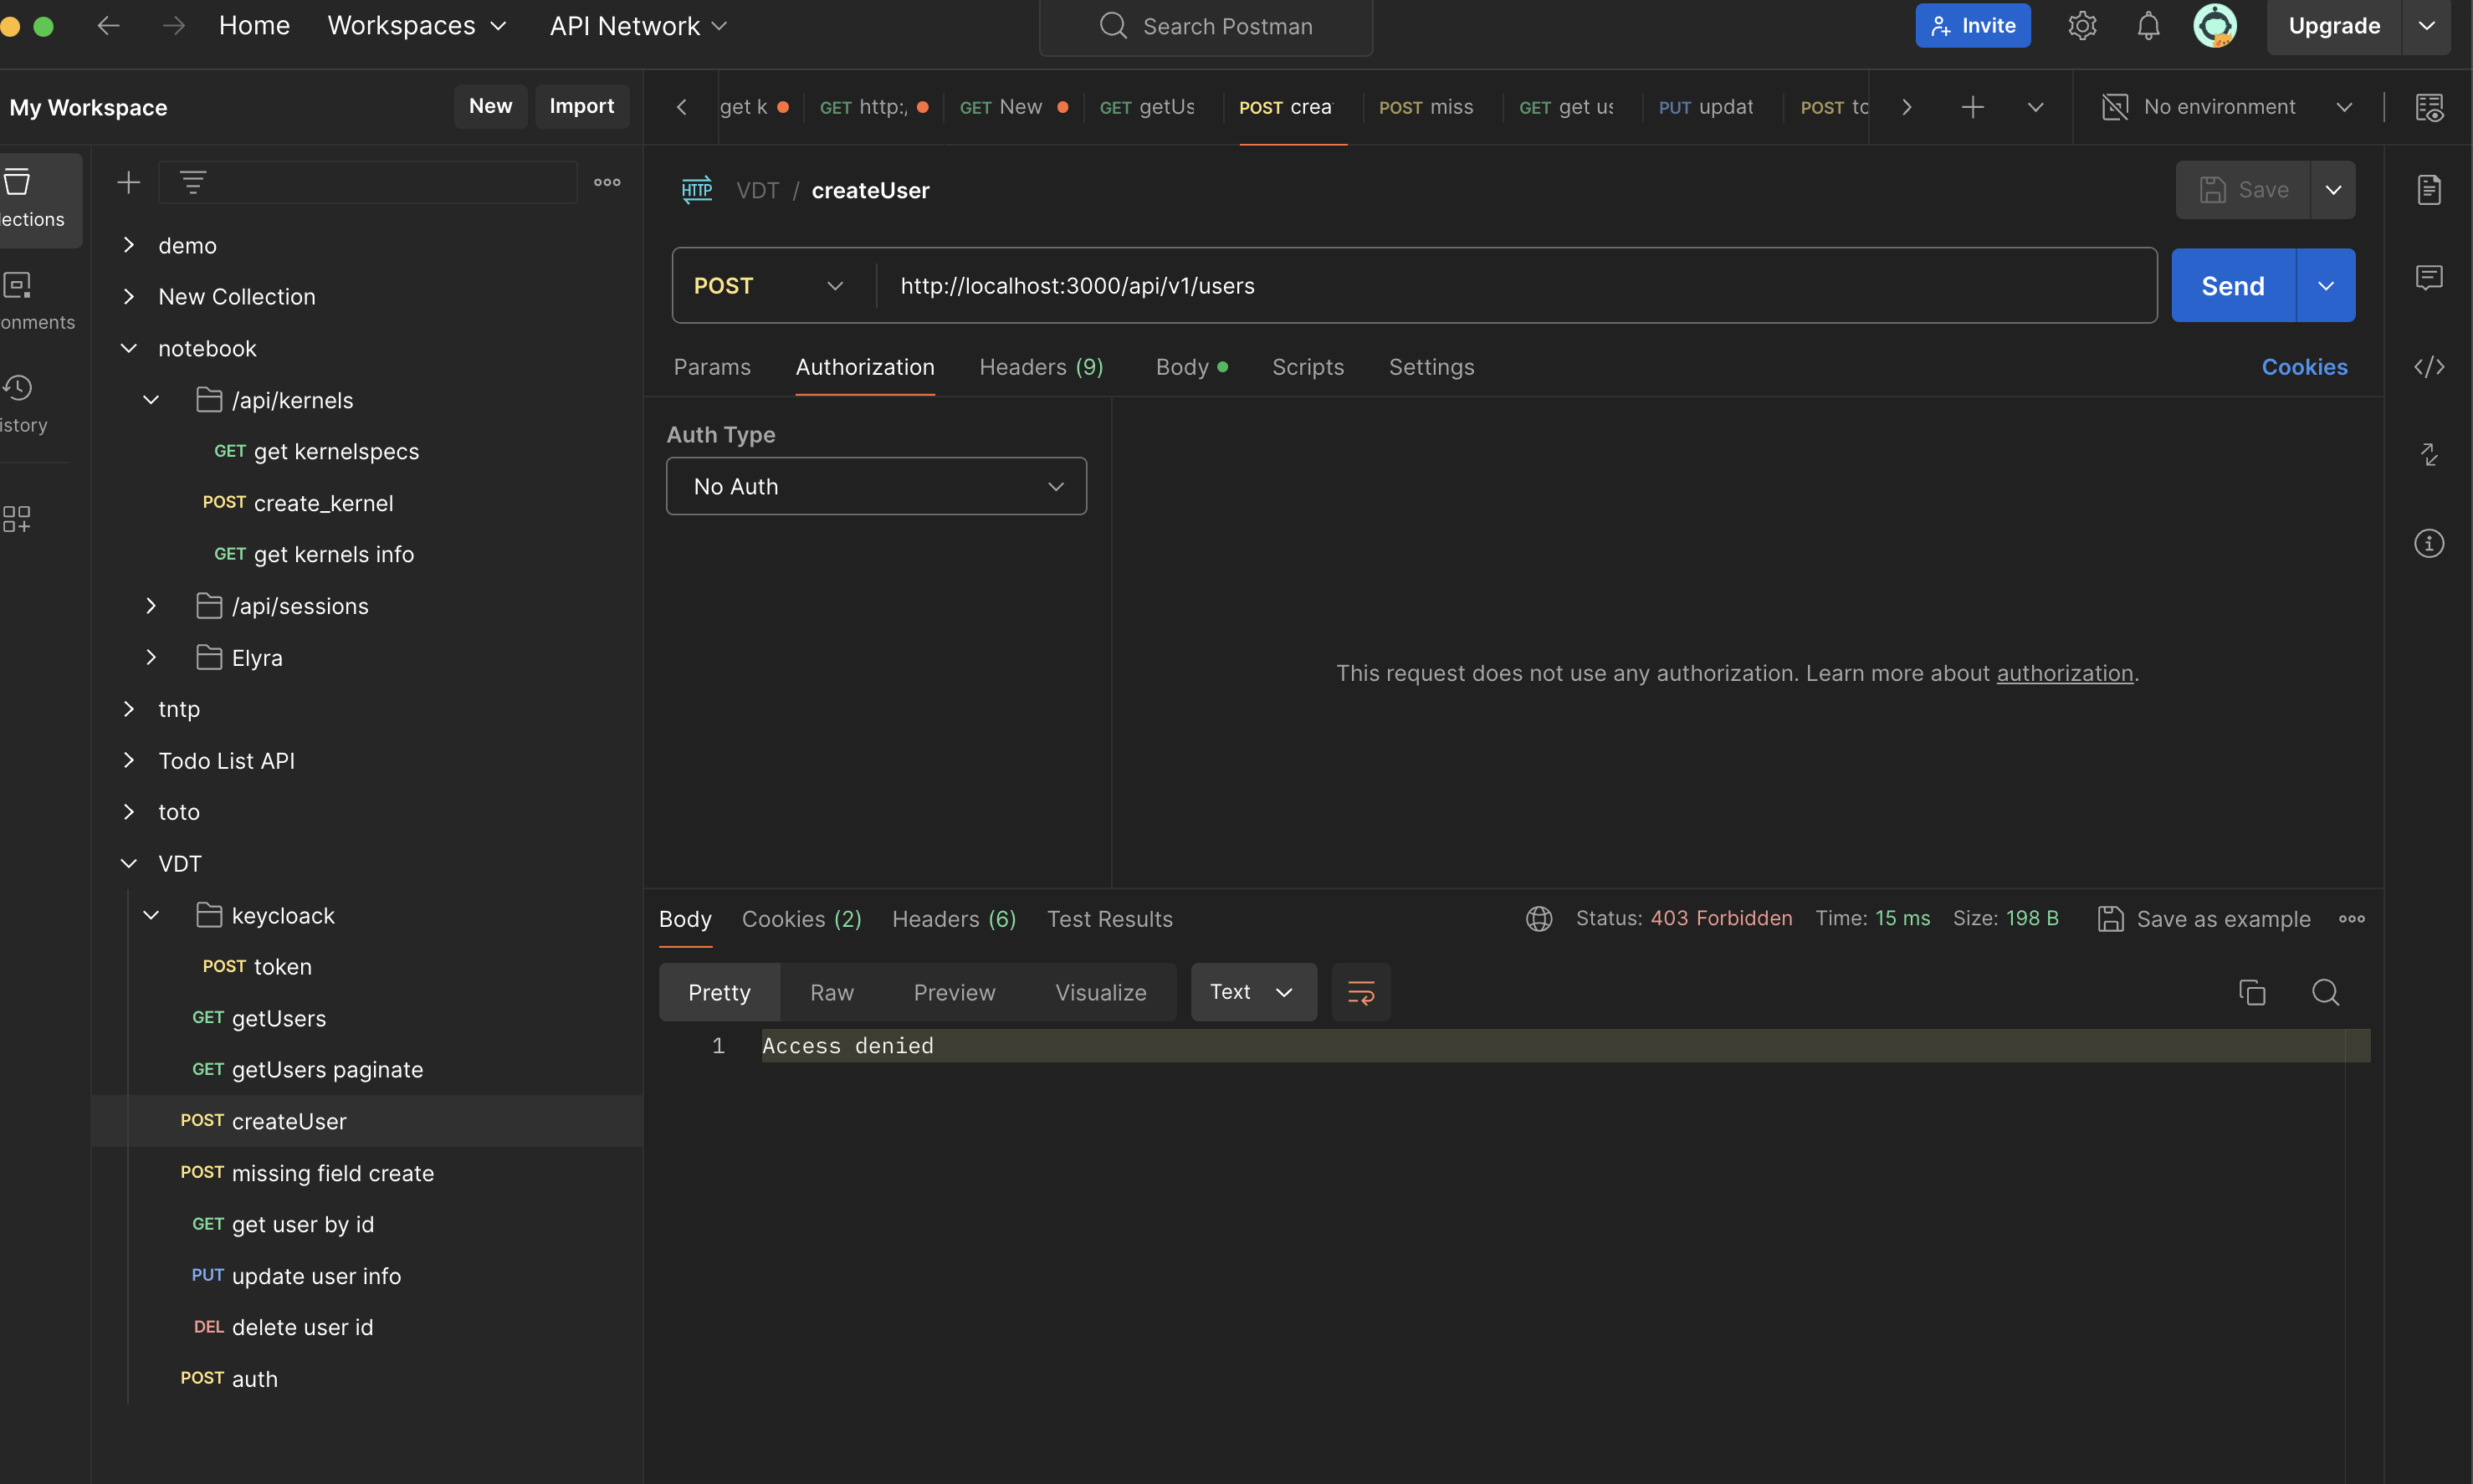 Home Workspaces API Network Search Postman Invite Upgrade
My Workspace New Import
get k GET http:, GET New GET getUs POST crea POST miss GET get us PUT updat POST to No environment
lections
onments
istory
demo
New Collection
notebook
/api/kernels
GET get kernelspecs
POST create_kernel
GET get kernels info
/api/sessions
Elyra
tntp
Todo List API
toto
VDT
keycloack
POST token
GET getUsers
GET getUsers paginate
POST createUser
POST missing field create
GET get user by id
PUT update user info
DEL delete user id
POST auth
HTTP VDT / createUser Save
POST http://localhost:3000/api/v1/users Send
Params Authorization Headers (9) Body Scripts Settings Cookies
Auth Type
No Auth
This request does not use any authorization. Learn more about authorization.
Body Cookies (2) Headers (6) Test Results Status: 403 Forbidden Time: 15 ms Size: 198 B Save as example
Pretty Raw Preview Visualize Text
1 Access denied